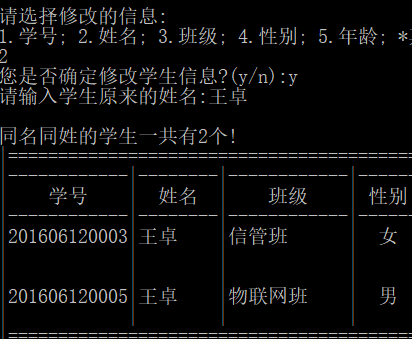 请选择修改的信息:
1.学号; 2.姓名; 3.班级; 4.性别; 5.年龄; *
2
您是否确定修改学生信息?(y/n):y
请输入学生原来的姓名:王卓
同名同姓的学生一共有2个!
学号 姓名 班级 性别
201606120003 王卓 信管班 女
201606120005 王卓 物联网班 男